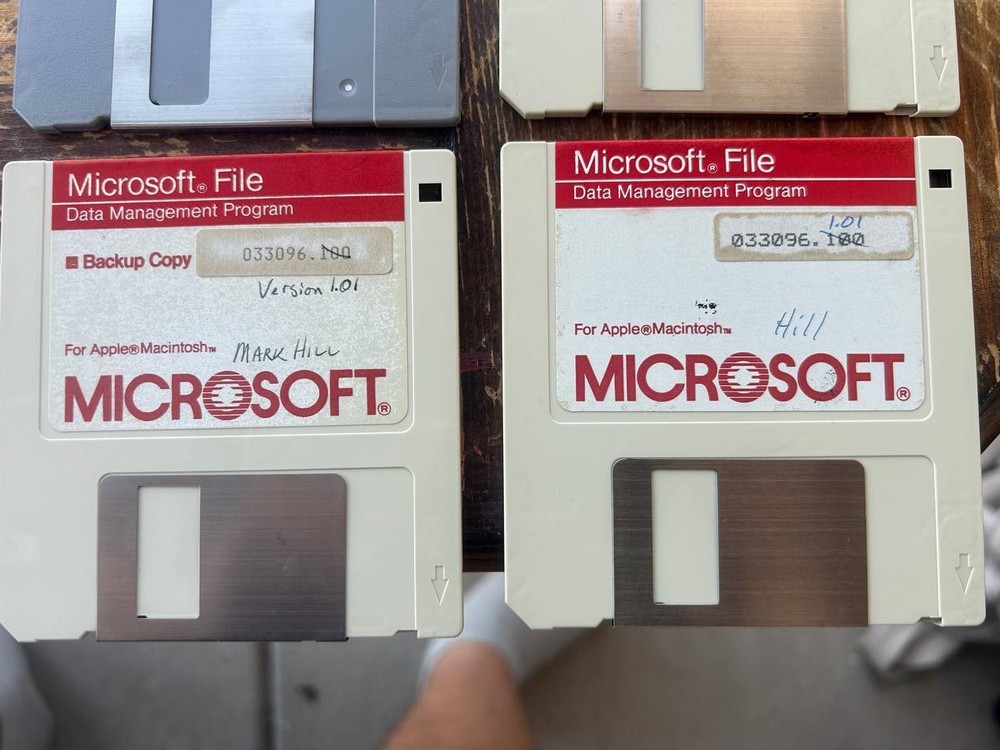 Microsoft® File
Data Management Program
■ Backup Copy
033096.100
Version 1.01
For Apple®Macintosh™
MARK HILL
MICROSOFT®
Microsoft® File
Data Management Program
1.01
033096.100
For Apple®Macintosh™
Hill
MICROSOFT®